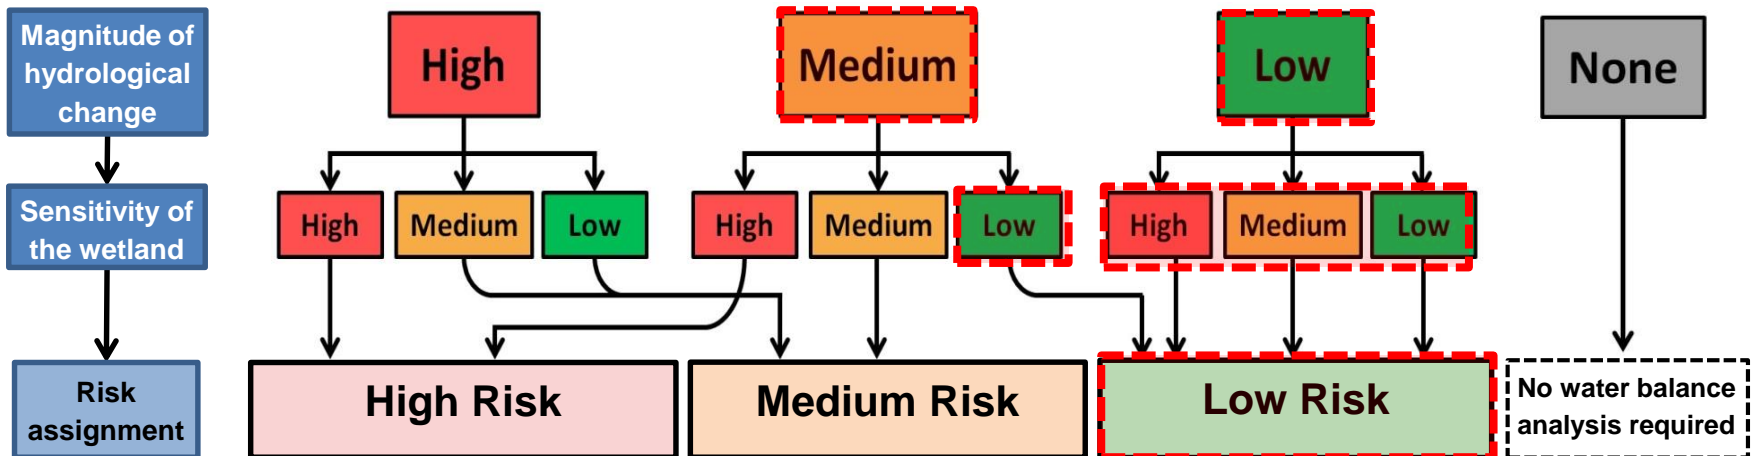 Magnitude of
hydrological
change
High
Medium
Low
None
Sensitivity of
the wetland
High
Medium
Low
High
Medium
Low
High
Medium
Low
Risk
assignment
High Risk
Medium Risk
Low Risk
No water balance
analysis required